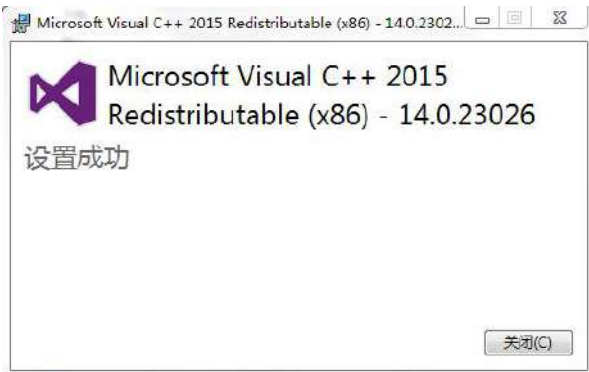 Microsoft Visual C++ 2015 Redistributable (x86) - 14.0.2302...
Microsoft Visual C++ 2015
Redistributable (x86) - 14.0.23026
设置成功
关闭(C)